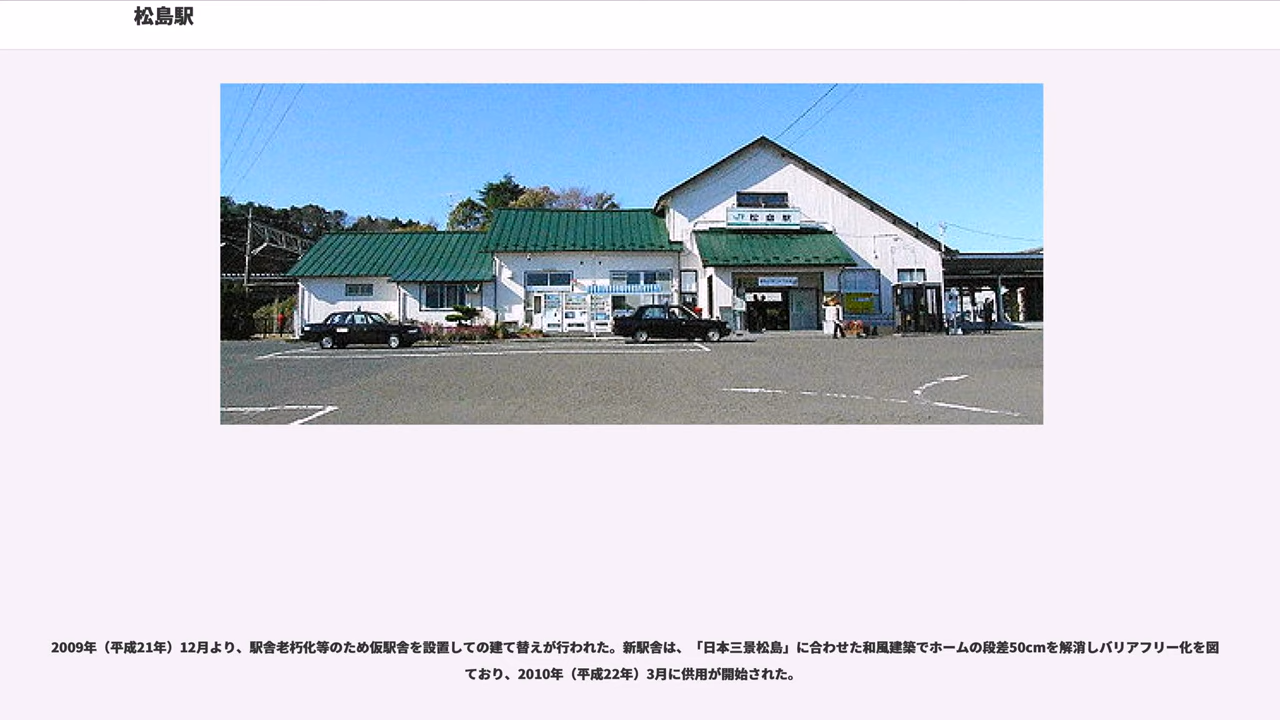 松島駅
JR 松島駅
2009年（平成21年）12月より、駅舎老朽化等のため仮駅舎を設置しての建て替えが行われた。新駅舎は、「日本三景松島」に合わせた和風建築でホームの段差50cmを解消しバリアフリー化を図
ており、2010年（平成22年）3月に供用が開始された。